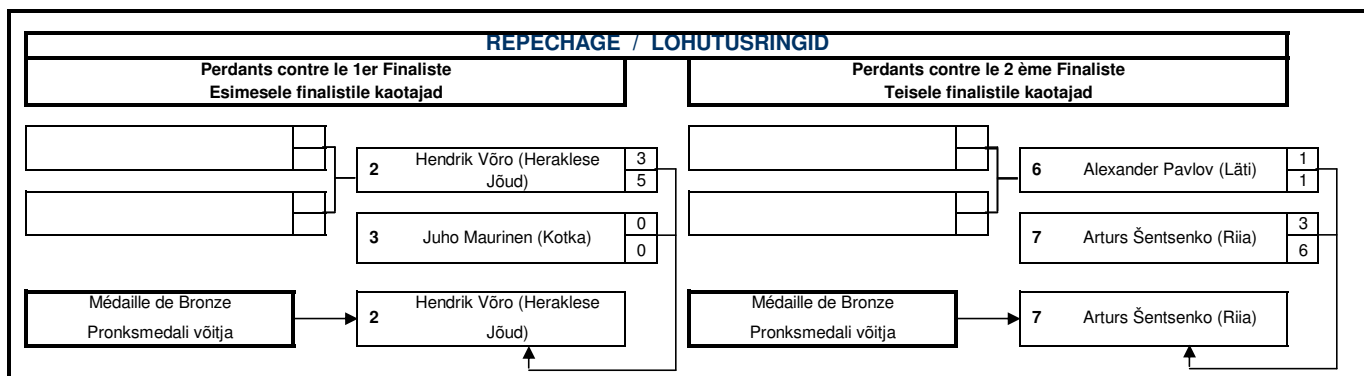 REPECHAGE / LOHUTUSRINGID
Perdants contre le 1er Finaliste
Esimesele finalistile kaotajad
Perdants contre le 2 ème Finaliste
Teisele finalistile kaotajad
2 Hendrik Võro (Heraklese Jõud) 3 5
3 Juho Maurinen (Kotka) 0 0
6 Alexander Pavlov (Läti) 1 1
7 Arturs Šentsenko (Riia) 3 6
Médaille de Bronze
Pronksmedali võitja
2 Hendrik Võro (Heraklese
Jõud)
Médaille de Bronze
Pronksmedali võitja
7 Arturs Šentsenko (Riia)